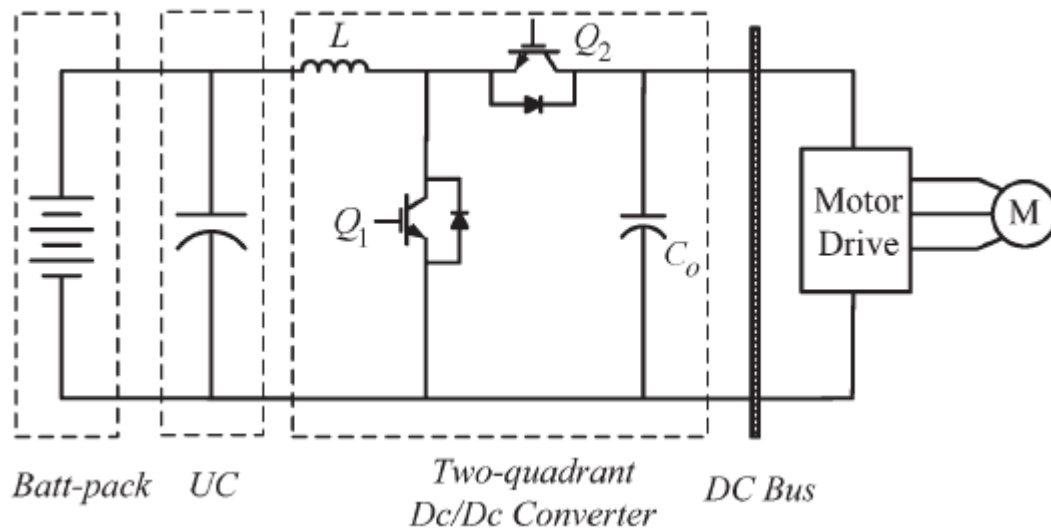 L
Q2
Q1
Co
Motor
Drive
M
Batt-pack
UC
Two-quadrant
Dc/Dc Converter
DC Bus